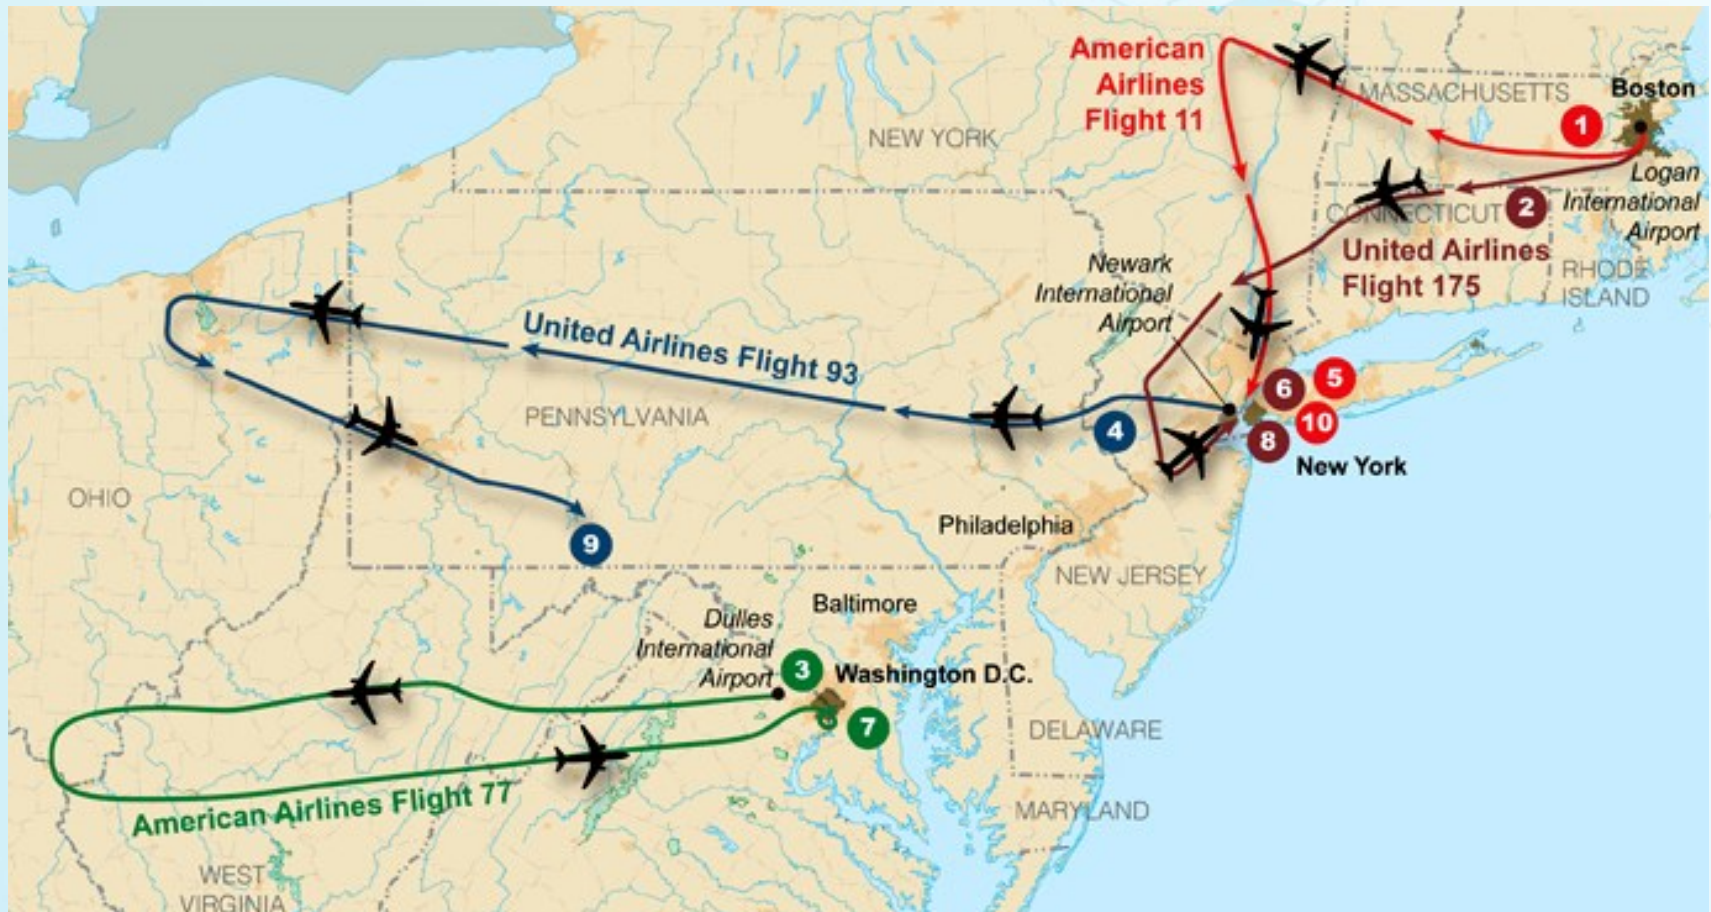 American
Airlines
Flight 11
MASSACHUSETTS
Boston
1
NEW YORK
Logan
International
Airport
CONNECTICUT
2
United Airlines
Flight 175
RHODE
ISLAND
Newark
International
Airport
United Airlines Flight 93
6
5
PENNSYLVANIA
4
10
8
New York
OHIO
Philadelphia
9
NEW JERSEY
Baltimore
Dulles
International
Airport
3
Washington D.C.
7
DELAWARE
American Airlines Flight 77
MARYLAND
WEST
VIRGINIA